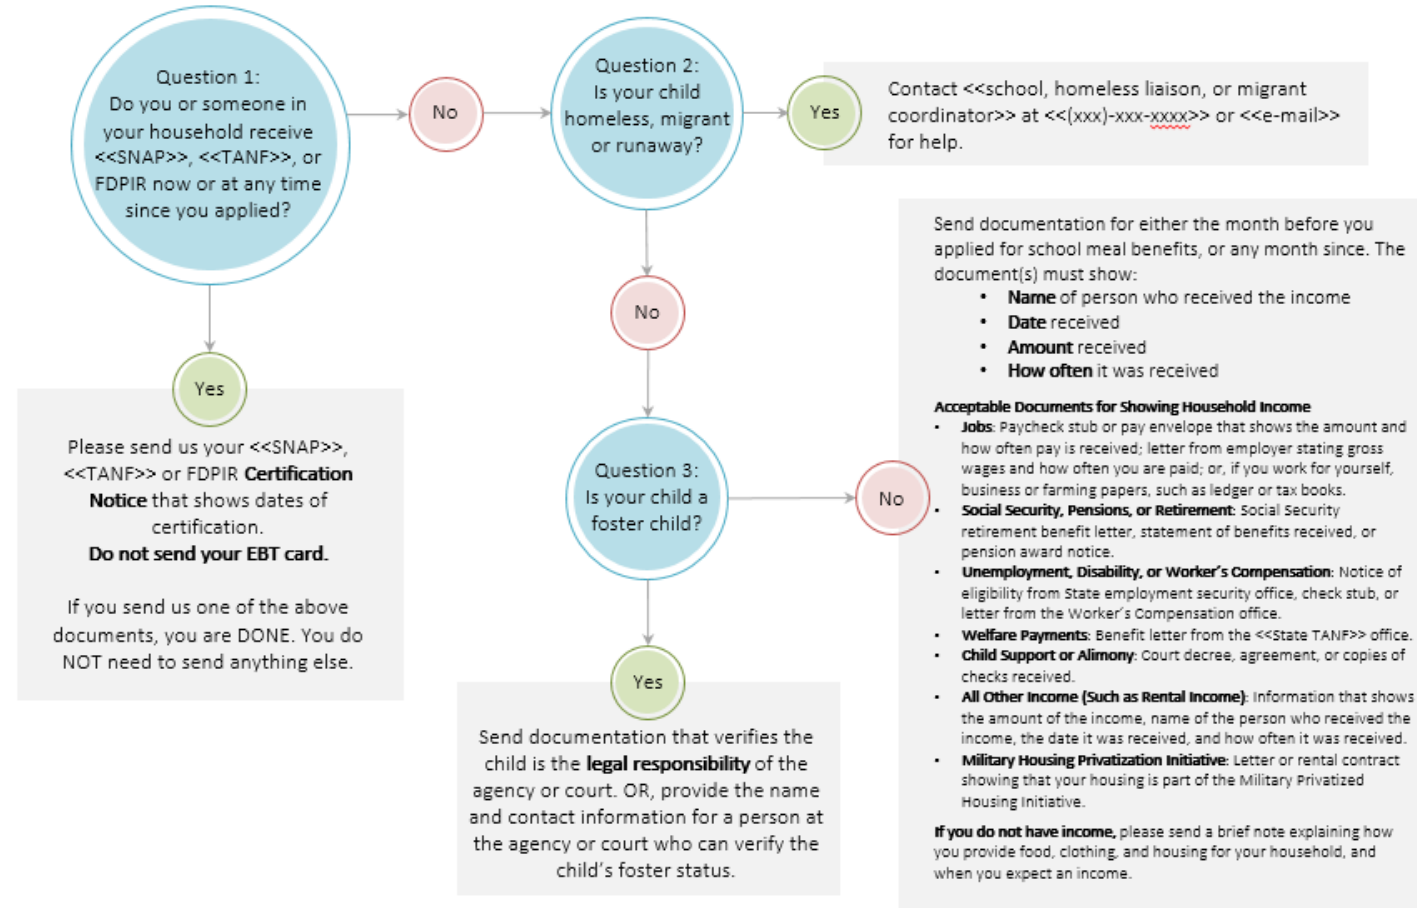 Question 1:
Do you or someone in
your household receive
<<SNAP>>, <<TANF>>, or
FDPIR now or at any time
since you applied?
No
Question 2:
Is your child
homeless, migrant
or runaway?
Yes
Contact <<school, homeless liaison, or migrant
coordinator>> at <<(xxx)-xxx-xxxx>> or <<e-mail>>
for help.
Yes
Please send us your <<SNAP>>,
<<TANF>> or FDPIR Certification
Notice that shows dates of
certification.
Do not send your EBT card.
If you send us one of the above
documents, you are DONE. You do
NOT need to send anything else.
No
Question 3:
Is your child a
foster child?
Yes
Send documentation that verifies the
child is the legal responsibility of the
agency or court. OR, provide the name
and contact information for a person at
the agency or court who can verify the
child's foster status.
No
Send documentation for either the month before you
applied for school meal benefits, or any month since. The
document(s) must show:
• Name of person who received the income
• Date received
• Amount received
• How often it was received
Acceptable Documents for Showing Household Income
• Jobs: Paycheck stub or pay envelope that shows the amount and
how often pay is received; letter from employer stating gross
wages and how often you are paid; or, if you work for yourself,
business or farming papers, such as ledger or tax books.
• Social Security, Pensions, or Retirement: Social Security
retirement benefit letter, statement of benefits received, or
pension award notice.
• Unemployment, Disability, or Worker's Compensation: Notice of
eligibility from State employment security office, check stub, or
letter from the Worker's Compensation office.
• Welfare Payments: Benefit letter from the <<State TANF>> office.
• Child Support or Alimony: Court decree, agreement, or copies of
checks received.
• All Other Income (Such as Rental Income): Information that shows
the amount of the income, name of the person who received the
income, the date it was received, and how often it was received.
• Military Housing Privatization Initiative: Letter or rental contract
showing that your housing is part of the Military Privatized
Housing Initiative.
If you do not have income, please send a brief note explaining how
you provide food, clothing, and housing for your household, and
when you expect an income.